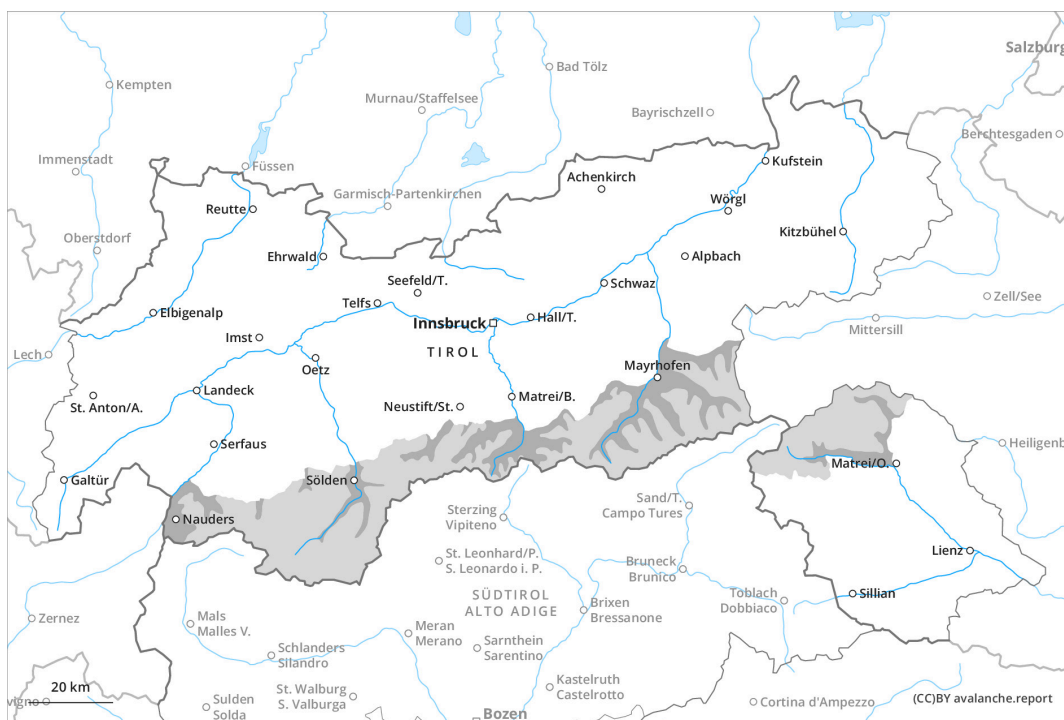 Salzburg
Bad Tölz
Kempten
Murnau/Staffelsee
Bayrischzell
Berchtesgaden
Immenstadt
Füssen
Kufstein
Achenkirch
Garmisch-Partenkirchen
Wörgl
Reutte
Oberstdorf
Kitzbühel
Ehrwald
Alpbach
Seefeld/T.
Schwaz
Zell/See
Telfs
Elbigenalp
Innsbruck
Hall/T.
Mittersill
Imst
Lech
TIROL
Oetz
Mayrhofen
Landeck
St. Anton/A.
Neustift/St.
Matrei/B.
Serfaus
Heiligenb
Matrei/O.
Galtür
Sölden
Sand/T.
Campo Tures
Sterzing
Vipiteno
Nauders
Lienz
St. Leonhard/P.
S. Leonardo i. P.
Bruneck
Brunico
Sillian
SÜDTIROL
ALTO ADIGE
Toblach
Dobbiaco
Brixen
Bressanone
Zernez
Mals
Malles V.
Meran
Merano
Sarnthein
Sarentino
Schlanders
Silandro
20 km
vigno
Kastelruth
Castelrotto
St. Walburg
S. Valburga
Sulden
Solda
Cortina d'Ampezzo
(CC)BY avalanche.report
Bozen